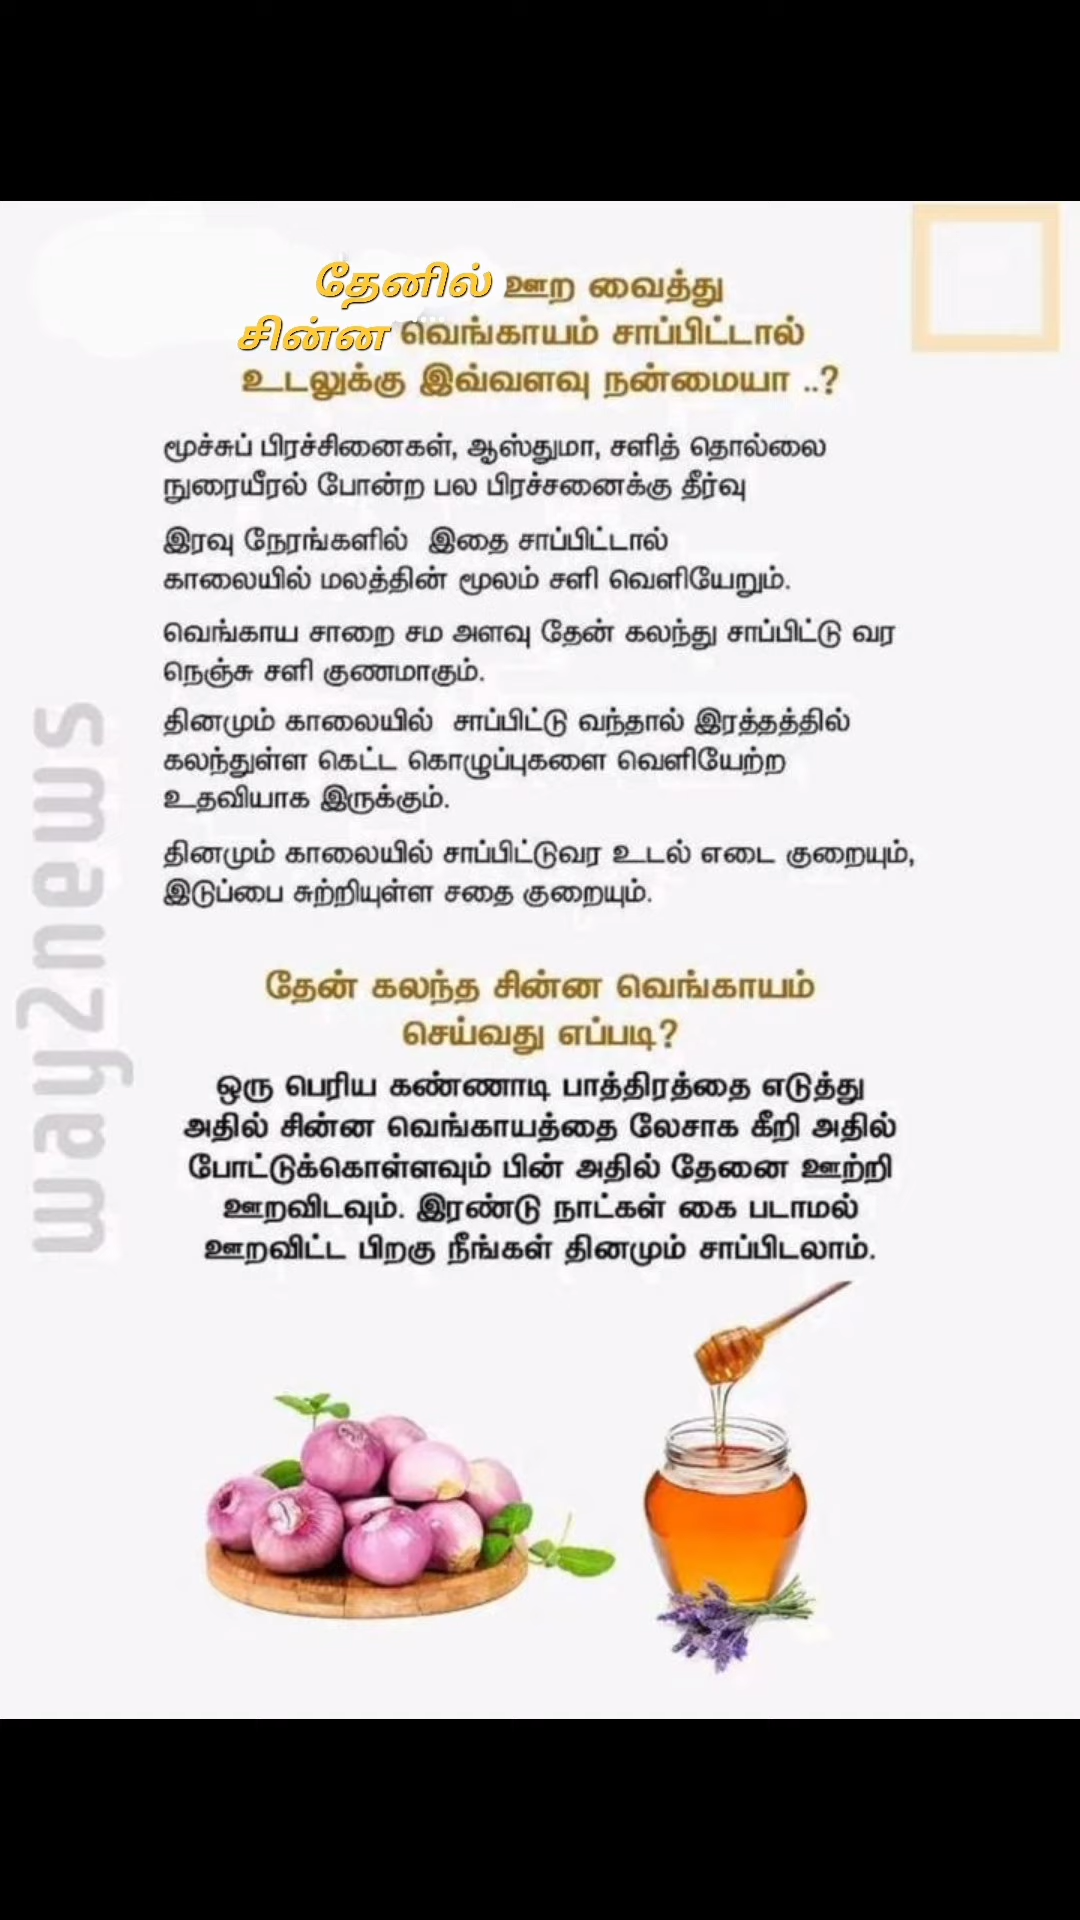 தேனில் ஊற வைத்து
சின்ன வெங்காயம் சாப்பிட்டால்
உடலுக்கு இவ்வளவு நன்மையா ..?
மூச்சுப் பிரச்சினைகள், ஆஸ்துமா, சளித் தொல்லை
நுரையீரல் போன்ற பல பிரச்சனைக்கு தீர்வு
இரவு நேரங்களில் இதை சாப்பிட்டால்
காலையில் மலத்தின் மூலம் சளி வெளியேறும்.
வெங்காய சாறை சம அளவு தேன் கலந்து சாப்பிட்டு வர
நெஞ்சு சளி குணமாகும்.
தினமும் காலையில் சாப்பிட்டு வந்தால் இரத்தத்தில்
கலந்துள்ள கெட்ட கொழுப்புகளை வெளியேற்ற
உதவியாக இருக்கும்.
தினமும் காலையில் சாப்பிட்டுவர உடல் எடை குறையும்,
இடுப்பை சுற்றியுள்ள சதை குறையும்.
தேன் கலந்த சின்ன வெங்காயம்
செய்வது எப்படி?
ஒரு பெரிய கண்ணாடி பாத்திரத்தை எடுத்து
அதில் சின்ன வெங்காயத்தை லேசாக கீறி அதில்
போட்டுக்கொள்ளவும் பின் அதில் தேனை ஊற்றி
ஊறவிடவும். இரண்டு நாட்கள் கை படாமல்
ஊறவிட்ட பிறகு நீங்கள் தினமும் சாப்பிடலாம்.
way2news